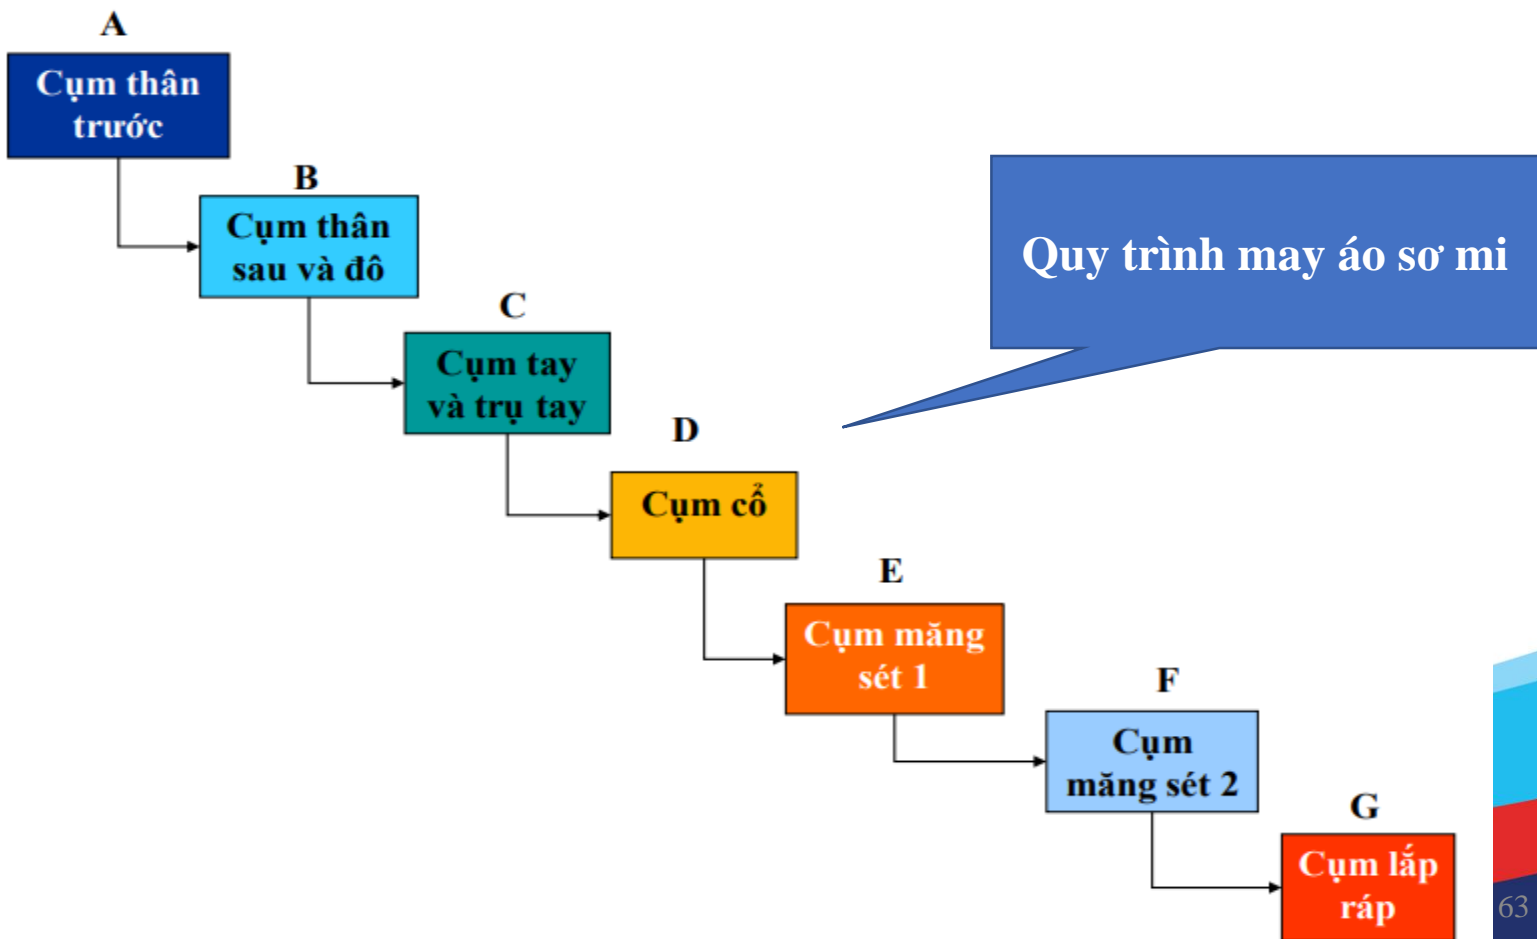 A
Cụm thân
trước
B
Cụm thân
sau và đô
C
Cụm tay
và trụ tay
D
Cụm cổ
Quy trình may áo sơ mi
E
Cụm măng
sét 1
F
Cụm
măng sét 2
G
Cụm lắp
ráp
63